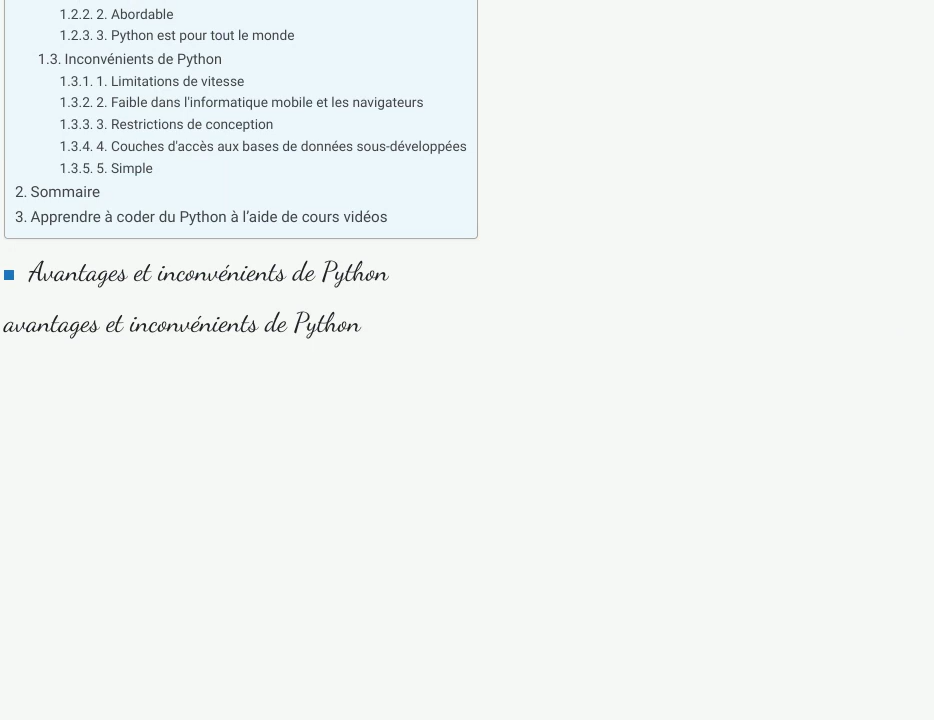 1.2.2. 2. Abordable
1.2.3. 3. Python est pour tout le monde
1.3. Inconvénients de Python
1.3.1. 1. Limitations de vitesse
1.3.2. 2. Faible dans l'informatique mobile et les navigateurs
1.3.3. 3. Restrictions de conception
1.3.4. 4. Couches d'accès aux bases de données sous-développées
1.3.5. 5. Simple
2. Sommaire
3. Apprendre à coder du Python à l’aide de cours vidéos
Avantages et inconvénients de Python
avantages et inconvénients de Python